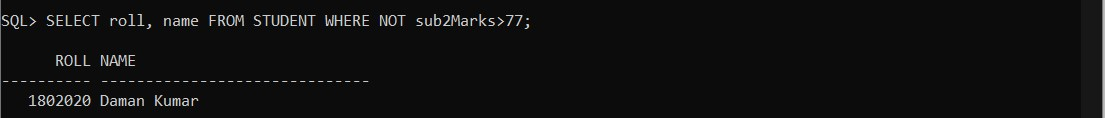 SQL> SELECT roll, name FROM STUDENT WHERE NOT sub2Marks>77;
ROLL NAME
---------- ------------------------------
1802020 Daman Kumar